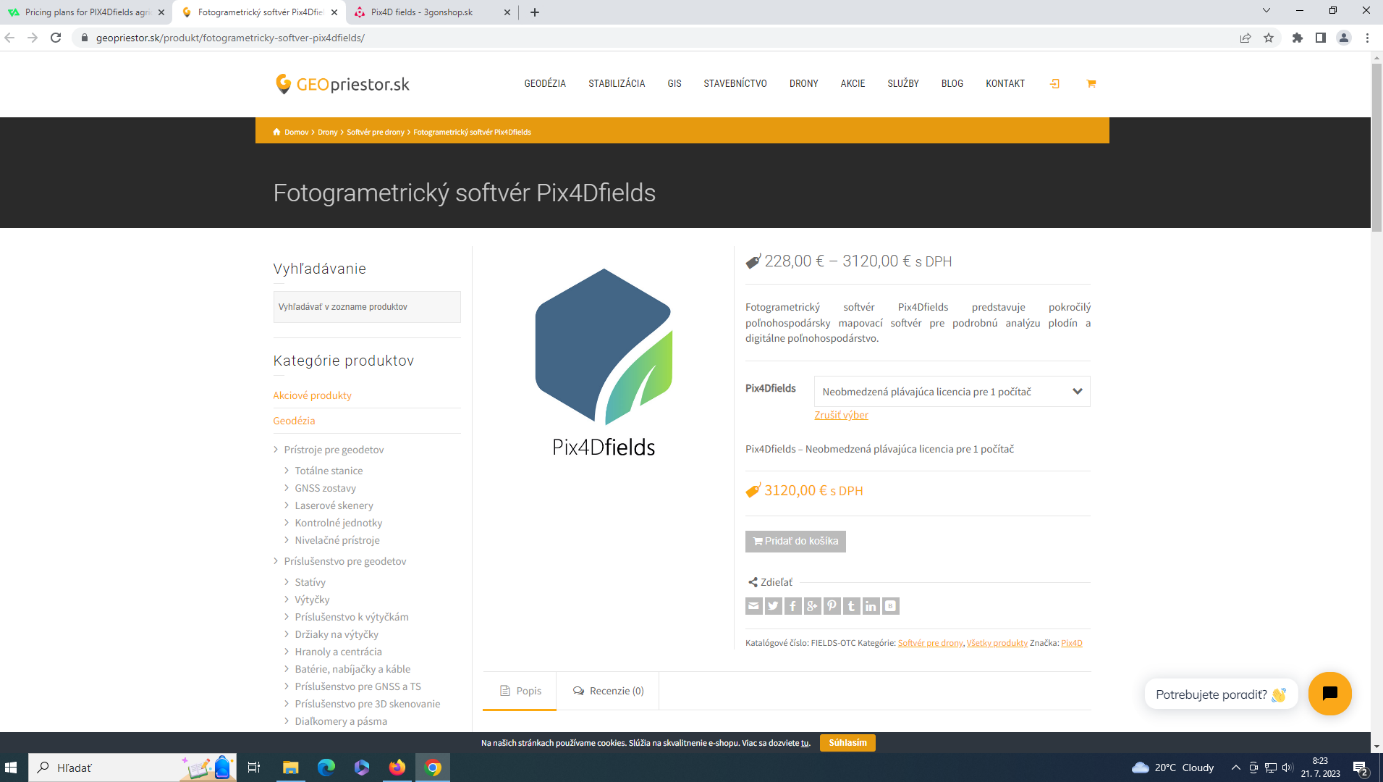 Pricing plans for PIX4Dfields agri
Fotogrametrický softvér Pix4Dfie
Pix4D fields - 3gonshop.sk
geopriestor.sk/produkt/fotogrametricky-softver-pix4dfields/
GEOpriestor.sk
GEODÉZIA STABILIZÁCIA GIS STAVEBNÍCTVO DRONY AKCIE SLUŽBY BLOG KONTAKT
Domov > Drony > Softvér pre drony > Fotogrametrický softvér Pix4Dfields
Fotogrametrický softvér Pix4Dfields
Vyhľadávanie
Vyhľadávať v zozname produktov
Kategórie produktov
Akciové produkty
Geodézia
Prístroje pre geodetov
Totálne stanice
GNSS zostavy
Laserové skenery
Kontrolné jednotky
Nivelačné prístroje
Príslušenstvo pre geodetov
Statívy
Výtyčky
Príslušenstvo k výtyčkám
Držiaky na výtyčky
Hranoly a centrácia
Batérie, nabíjačky a káble
Príslušenstvo pre GNSS a TS
Príslušenstvo pre 3D skenovanie
Diaľkomery a pásma
Pix4Dfields
228,00 € – 3120,00 € s DPH
Fotogrametrický softvér Pix4Dfields predstavuje pokročilý
poľnohospodársky mapovací softvér pre podrobnú analýzu plodín a
digitálne poľnohospodárstvo.
Pix4Dfields Neobmedzená plávajúca licencia pre 1 počítač
Zrušiť výber
Pix4Dfields – Neobmedzená plávajúca licencia pre 1 počítač
3120,00 € s DPH
Pridať do košíka
Zdieľať
Katalógové číslo: FIELDS-OTC Kategórie: Softvér pre drony, Všetky produkty Značka: Pix4D
Popis Recenzie (0)
Potrebujete poradiť? 👋
Na našich stránkach používame cookies. Slúžia na skvalitnenie e-shopu. Viac sa dozviete tu. Súhlasím
Hľadať
20°C Cloudy
8:23
21. 7. 2023
2